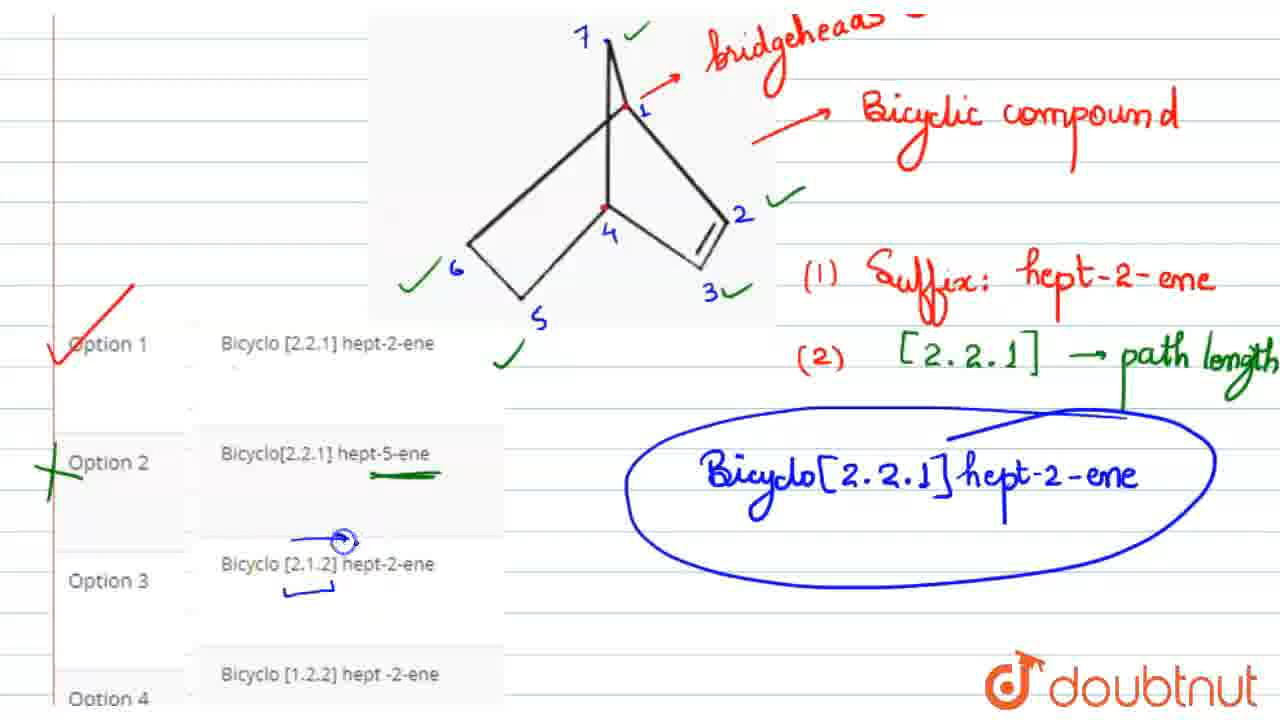 7
bridgeheads
1
Bicyclic compound
2
4
6
3
5
(1) Suffix: hept-2-ene
Option 1 Bicyclo [2.2.1] hept-2-ene
(2) [2.2.1] → path length
Option 2 Bicyclo[2.2.1] hept-5-ene
Bicyclo[2.2.1]hept-2-ene
Option 3 Bicyclo [2.1.2] hept-2-ene
Option 4 Bicyclo [1.2.2] hept -2-ene
doubtnut